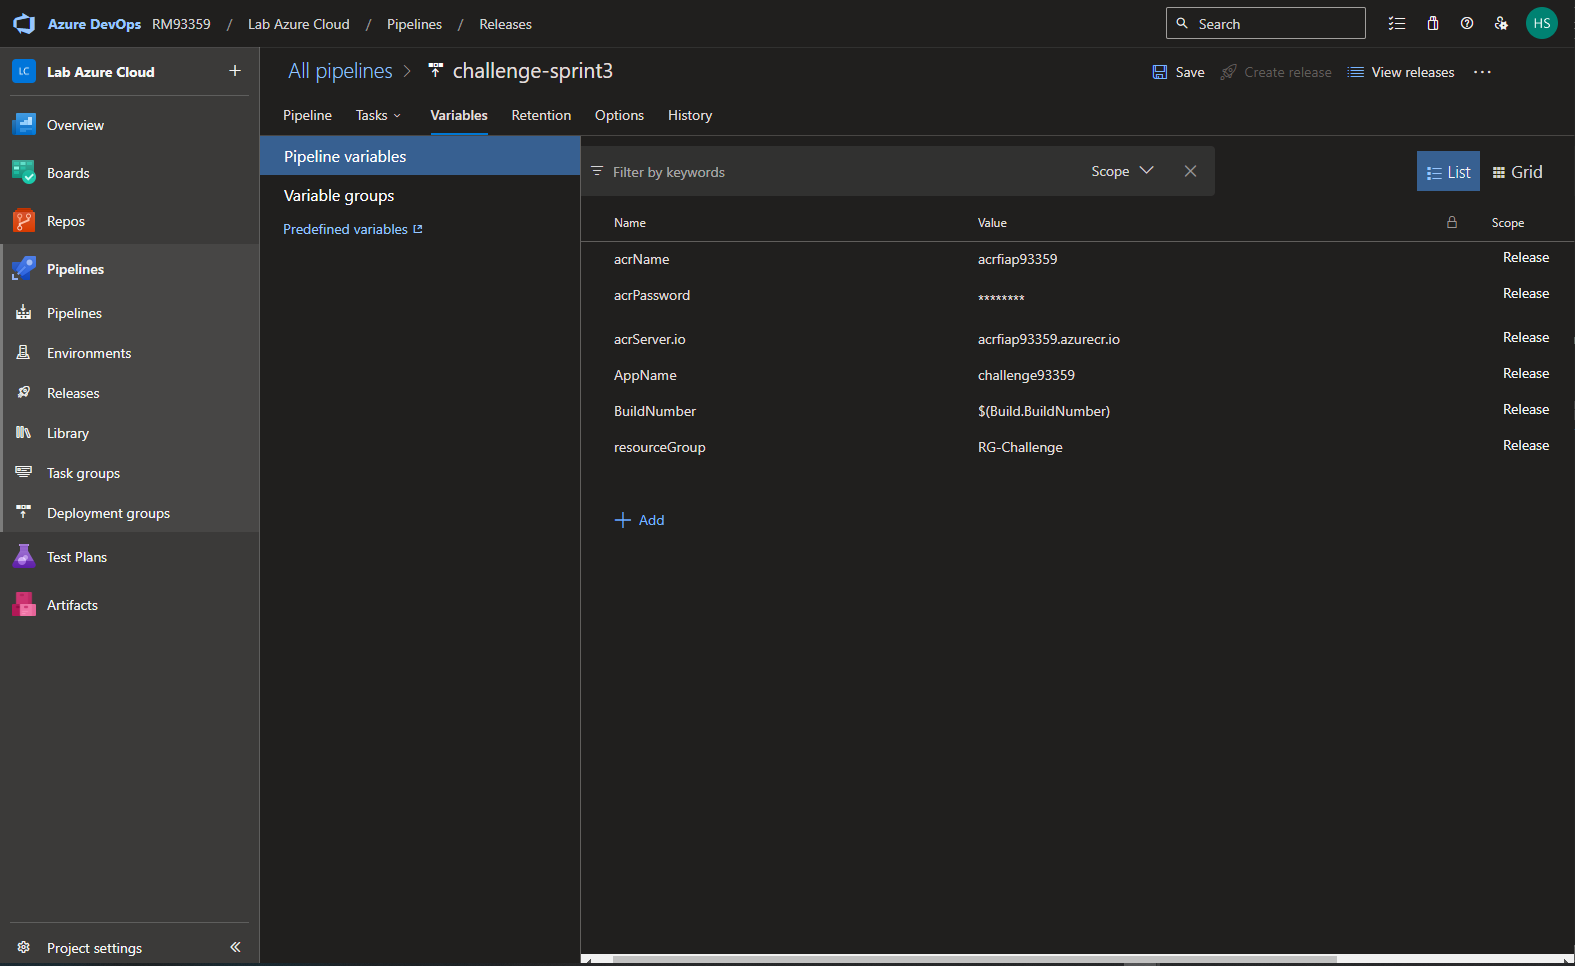 Azure DevOps RM93359 / Lab Azure Cloud / Pipelines / Releases
Search
HS
LC Lab Azure Cloud
Overview
Boards
Repos
Pipelines
Pipelines
Environments
Releases
Library
Task groups
Deployment groups
Test Plans
Artifacts
Project settings
All pipelines > challenge-sprint3
Save Create release View releases ...
Pipeline Tasks Variables Retention Options History
Pipeline variables
Variable groups
Predefined variables
Filter by keywords Scope
List Grid
Name Value Scope
acrName acrfiap93359 Release
acrPassword ******** Release
acrServer.io acrfiap93359.azurecr.io Release
AppName challenge93359 Release
BuildNumber $(Build.BuildNumber) Release
resourceGroup RG-Challenge Release
+ Add